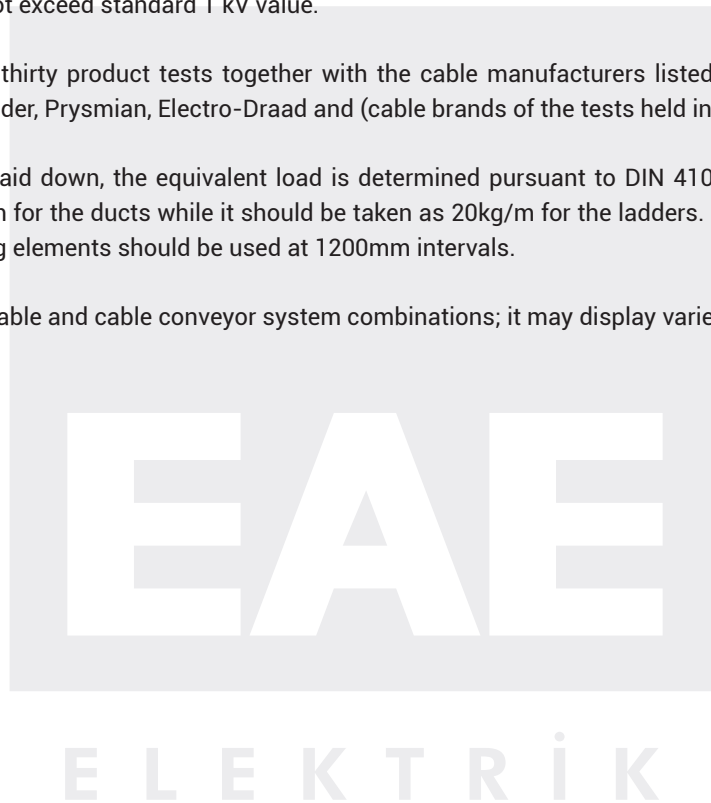 ot exceed standard 1 kV value.
thirty product tests together with the cable manufacturers listed
der, Prysmian, Electro-Draad and (cable brands of the tests held in
aid down, the equivalent load is determined pursuant to DIN 410
for the ducts while it should be taken as 20kg/m for the ladders.
g elements should be used at 1200mm intervals.
able and cable conveyor system combinations; it may display varie
EAE
ELEKTRİK